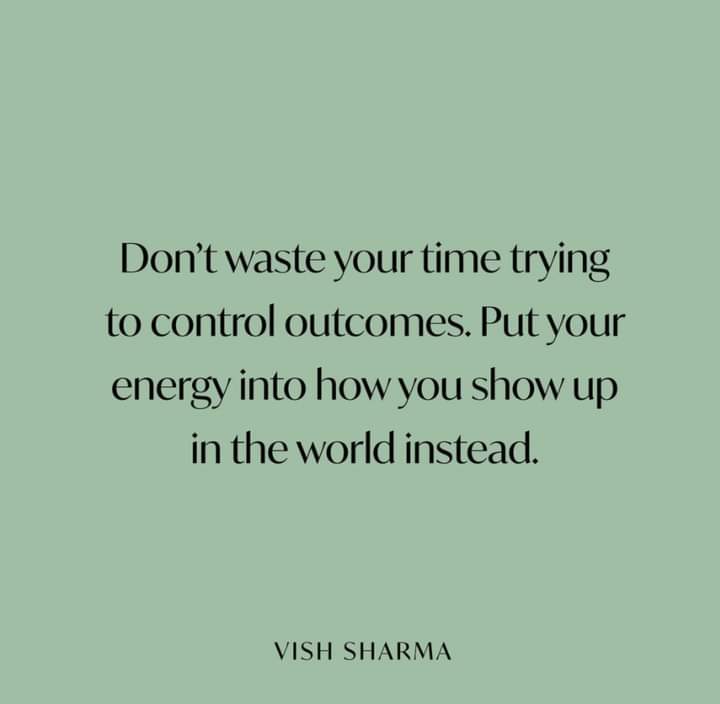 Don’t waste your time trying
to control outcomes. Put your
energy into how you show up
in the world instead.
VISH SHARMA